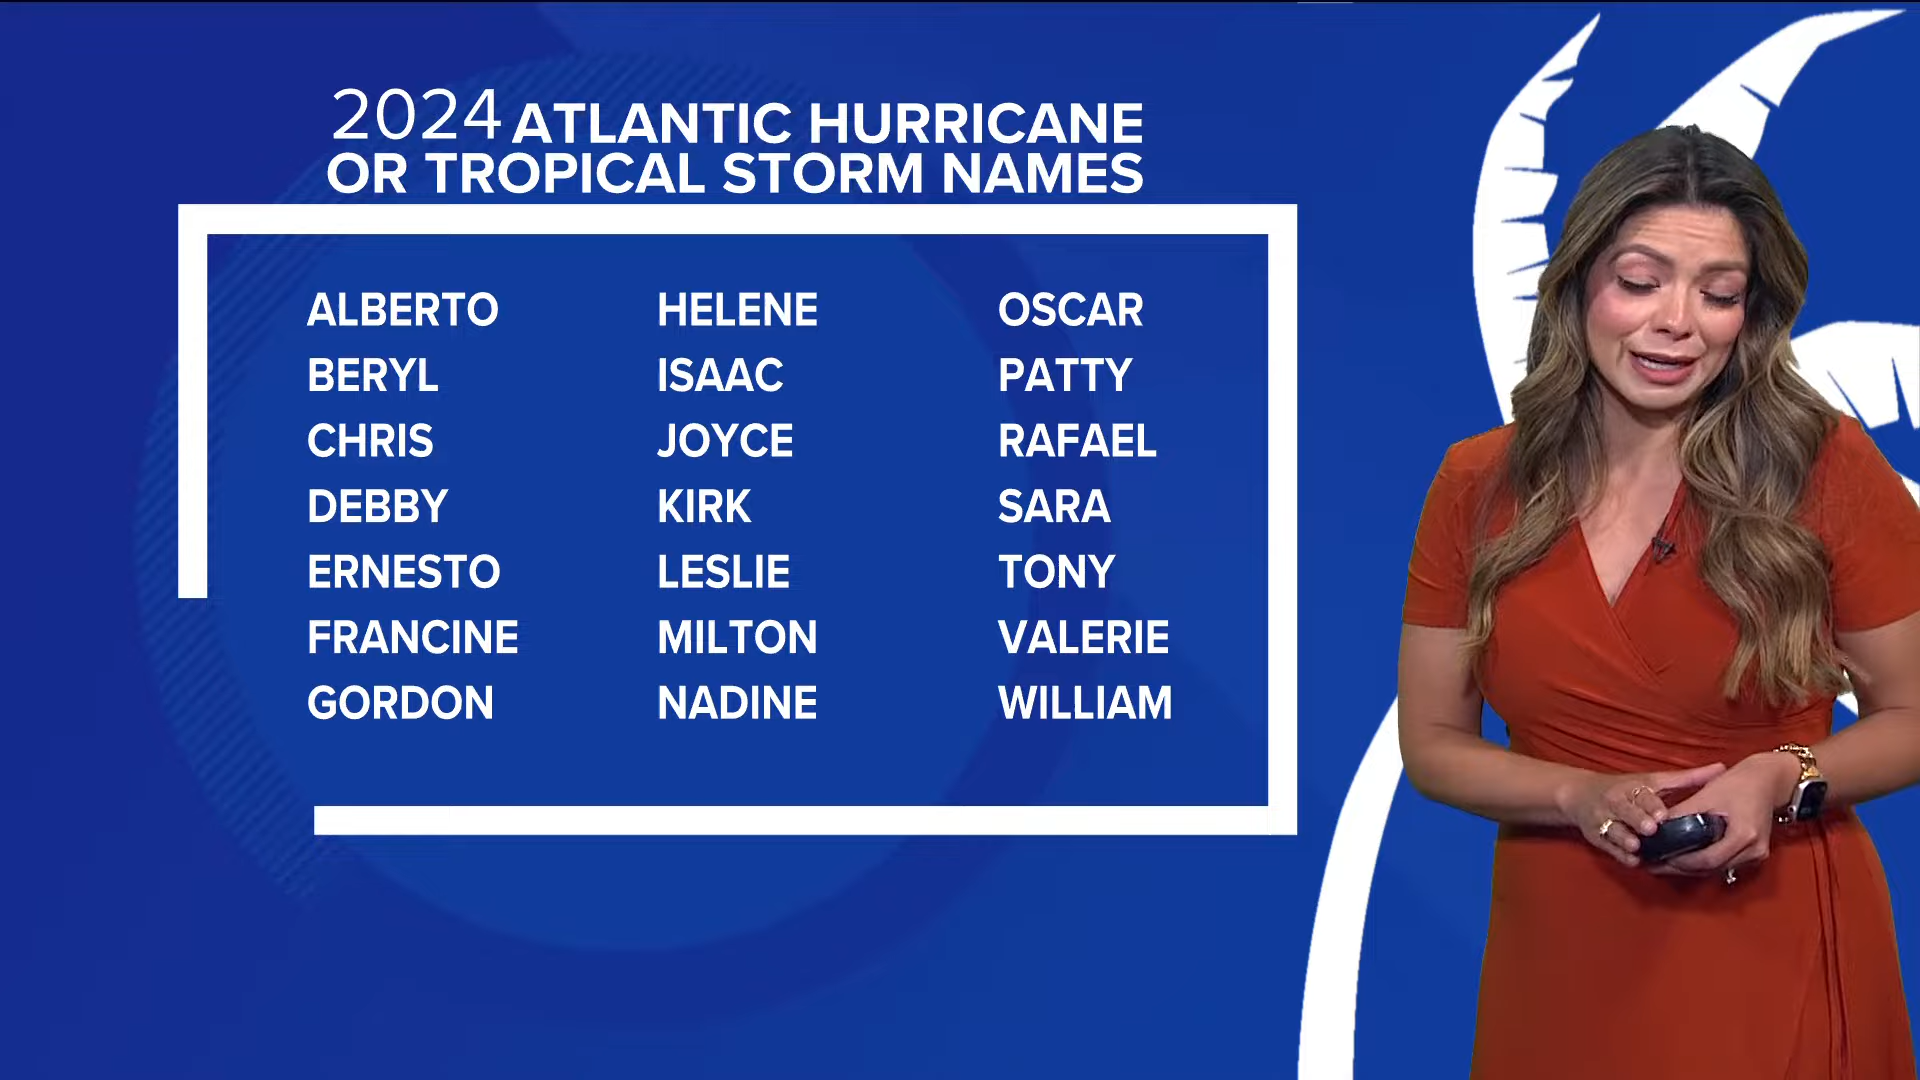 2024 ATLANTIC HURRICANE
OR TROPICAL STORM NAMES
ALBERTO
BERYL
CHRIS
DEBBY
ERNESTO
FRANCINE
GORDON
HELENE
ISAAC
JOYCE
KIRK
LESLIE
MILTON
NADINE
OSCAR
PATTY
RAFAEL
SARA
TONY
VALERIE
WILLIAM